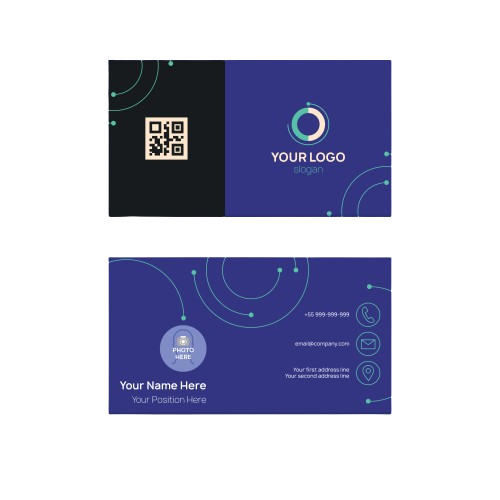 YOUR LOGO
slogan
+55 999-999-999
PHOTO
HERE
email@company.com
Your first address line
Your second address line
Your Name Here
Your Position Here